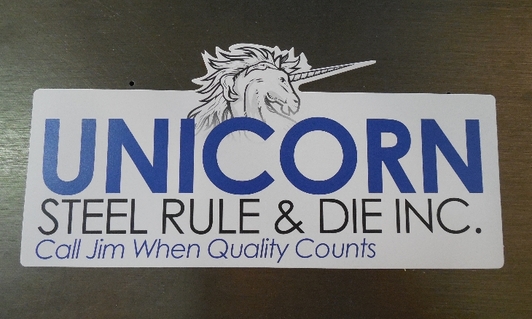 UNICORN
STEEL RULE & DIE INC.
Call Jim When Quality Counts